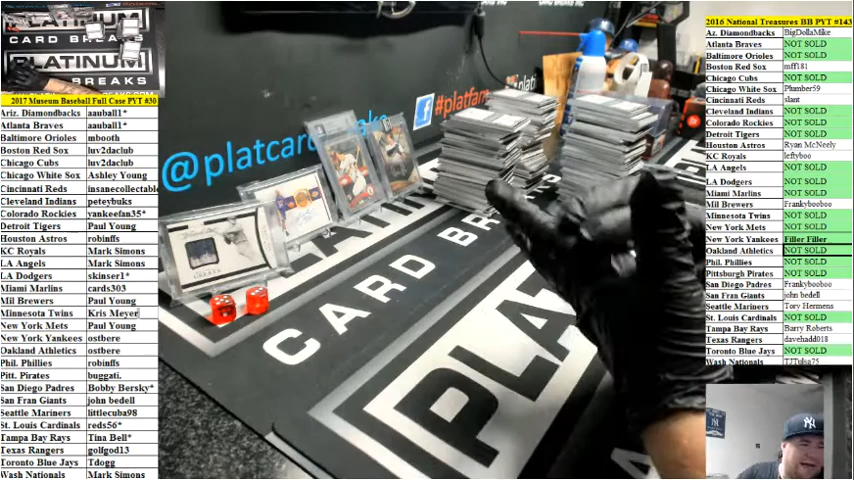 PLATINUM
CARD BREAKS
PLATINUM
BREAKS
2017 Museum Baseball Full Case PYT #30
Ariz. Diamondbacks aauball1*
Atlanta Braves aauball1*
Baltimore Orioles mbooth
Boston Red Sox luv2daclub
Chicago Cubs luv2daclub
Chicago White Sox Ashley Young
Cincinnati Reds insanecollectable
Cleveland Indians peteybuks
Colorado Rockies yankeefan35*
Detroit Tigers Paul Young
Houston Astros robinffs
KC Royals Mark Simons
LA Angels Mark Simons
LA Dodgers skinser1*
Miami Marlins cards303
Mil Brewers Paul Young
Minnesota Twins Kris Meyer
New York Mets Paul Young
New York Yankees ostbere
Oakland Athletics ostbere
Phil. Phillies robinffs
Pitt. Pirates buggati.
San Diego Padres Bobby Bersky*
San Fran Giants john bedell
Seattle Mariners littlecuba98
St. Louis Cardinals reds56*
Tampa Bay Rays Tina Bell*
Texas Rangers golfgod13
Toronto Blue Jays Tdogg
Wash Nationals Mark Simons
@platcardbreaks
#platfam
CARD BR
PLA
2016 National Treasures BB PYT #143
Az. Diamondbacks BigDollaMike
Atlanta Braves NOT SOLD
Baltimore Orioles NOT SOLD
Boston Red Sox mff181
Chicago Cubs NOT SOLD
Chicago White Sox Plumber59
Cincinnati Reds slant
Cleveland Indians NOT SOLD
Colorado Rockies NOT SOLD
Detroit Tigers NOT SOLD
Houston Astros Ryan McNeely
KC Royals leftyboo
LA Angels NOT SOLD
LA Dodgers NOT SOLD
Miami Marlins NOT SOLD
Mil Brewers Frankybooboo
Minnesota Twins NOT SOLD
New York Mets NOT SOLD
New York Yankees Filler Filler
Oakland Athletics NOT SOLD
Phil. Phillies NOT SOLD
Pittsburgh Pirates NOT SOLD
San Diego Padres Frankybooboo
San Fran Giants john bedell
Seattle Mariners Tory Hermens
St. Louis Cardinals NOT SOLD
Tampa Bay Rays Barry Roberts
Texas Rangers davehadd018
Toronto Blue Jays NOT SOLD
Wash Nationals TJTulsa75